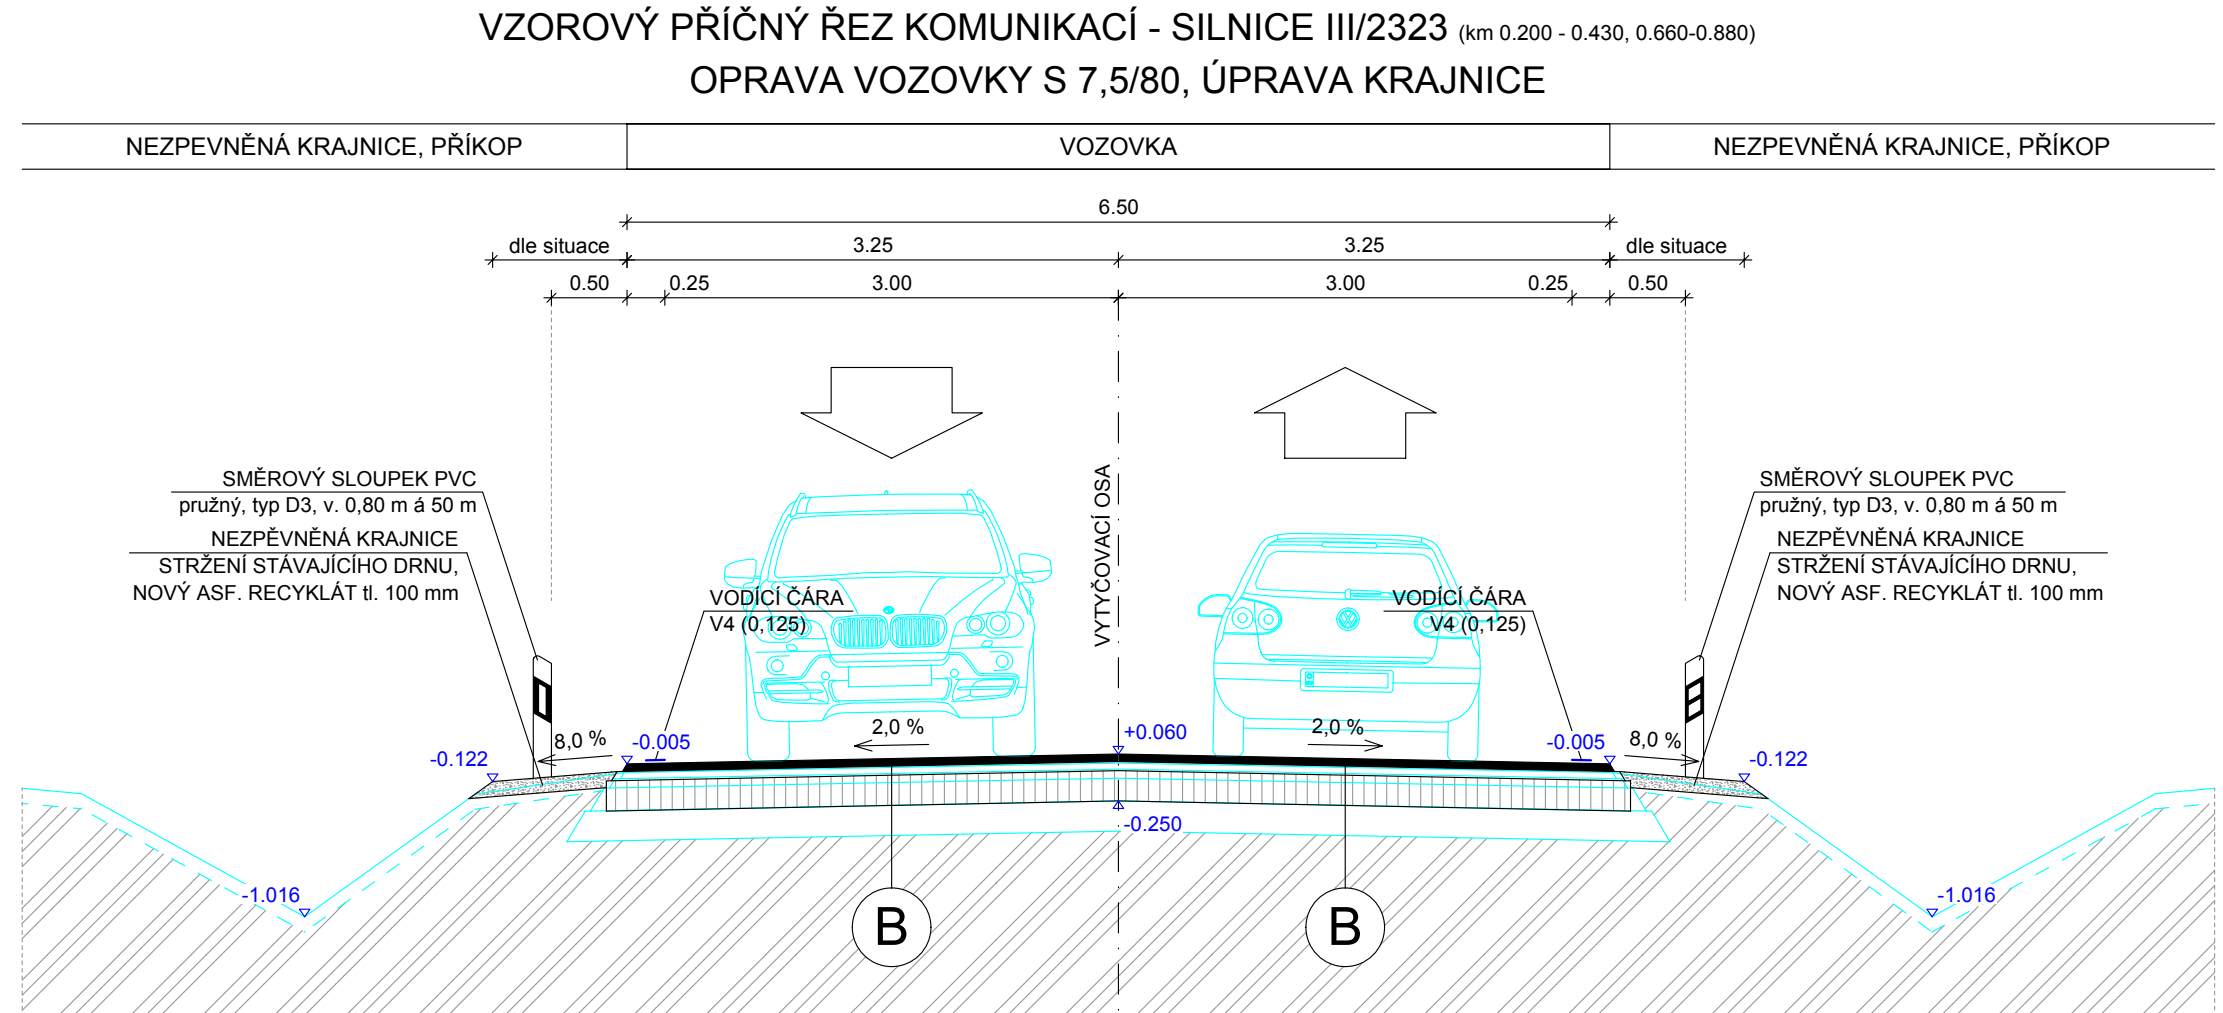 VZOROVÝ PŘÍČNÝ ŘEZ KOMUNIKACÍ - SILNICE III/2323 (km 0.200 - 0.430, 0.660-0.880)
OPRAVA VOZOVKY S 7,5/80, ÚPRAVA KRAJNICE
NEZPEVNĚNÁ KRAJNICE, PŘÍKOP
VOZOVKA
NEZPEVNĚNÁ KRAJNICE, PŘÍKOP
6.50
dle situace
3.25
3.25
dle situace
0.50
0.25
3.00
3.00
0.25
0.50
SMĚROVÝ SLOUPEK PVC
pružný, typ D3, v. 0,80 m á 50 m
NEZPĚVNĚNÁ KRAJNICE
STRŽENÍ STÁVAJÍCÍHO DRNU,
NOVÝ ASF. RECYKLÁT tl. 100 mm
VODÍCÍ ČÁRA
V4 (0,125)
VYTYČOVACÍ OSA
VODÍCÍ ČÁRA
V4 (0,125)
SMĚROVÝ SLOUPEK PVC
pružný, typ D3, v. 0,80 m á 50 m
NEZPĚVNĚNÁ KRAJNICE
STRŽENÍ STÁVAJÍCÍHO DRNU,
NOVÝ ASF. RECYKLÁT tl. 100 mm
-0.122
8,0 %
-0.005
2,0 %
+0.060
2,0 %
-0.005
8,0 %
-0.122
-0.250
-1.016
-1.016
B
B